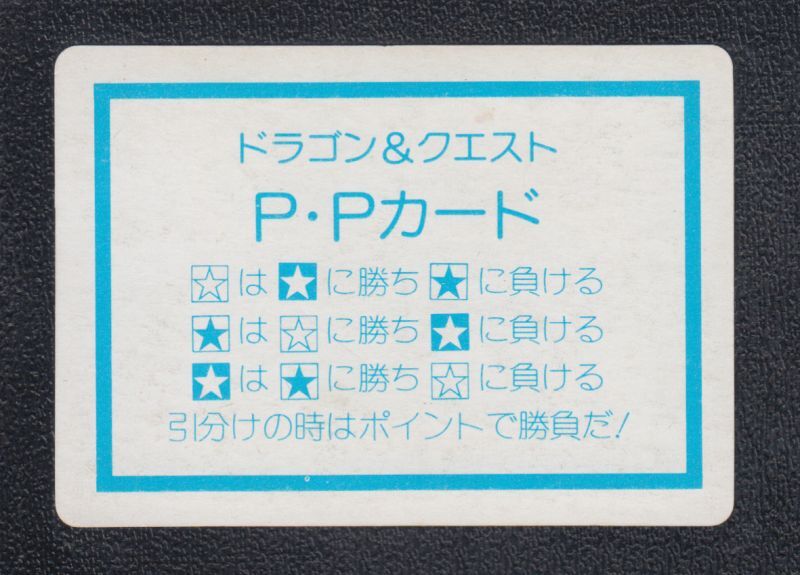 ドラゴン&クエスト
P・Pカード
☆は★に勝ち★に負ける
★は☆に勝ち★に負ける
★は★に勝ち☆に負ける
引分けの時はポイントで勝負だ!